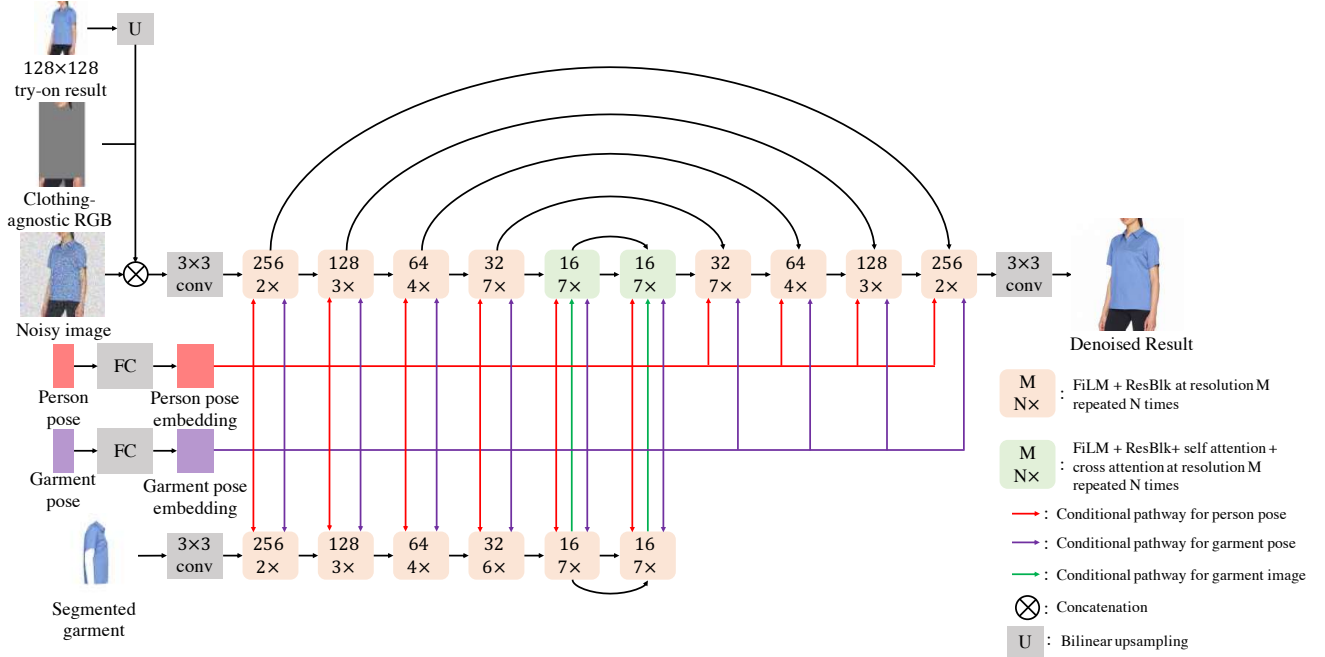 U
128×128
try-on result
Clothing-
agnostic RGB
Noisy image
3×3
conv
256
2×
128
3×
64
4×
32
7×
16
7×
16
7×
32
7×
64
4×
128
3×
256
2×
3×3
conv
Denoised Result
FC
Person
pose
Person pose
embedding
FC
Garment
pose
Garment pose
embedding
3×3
conv
256
2×
128
3×
64
4×
32
6×
16
7×
16
7×
Segmented
garment
M
N×
: FiLM + ResBlk at resolution M
repeated N times
M
N×
: FiLM + ResBlk+ self attention +
cross attention at resolution M
repeated N times
: Conditional pathway for person pose
: Conditional pathway for garment pose
: Conditional pathway for garment image
: Concatenation
U : Bilinear upsampling